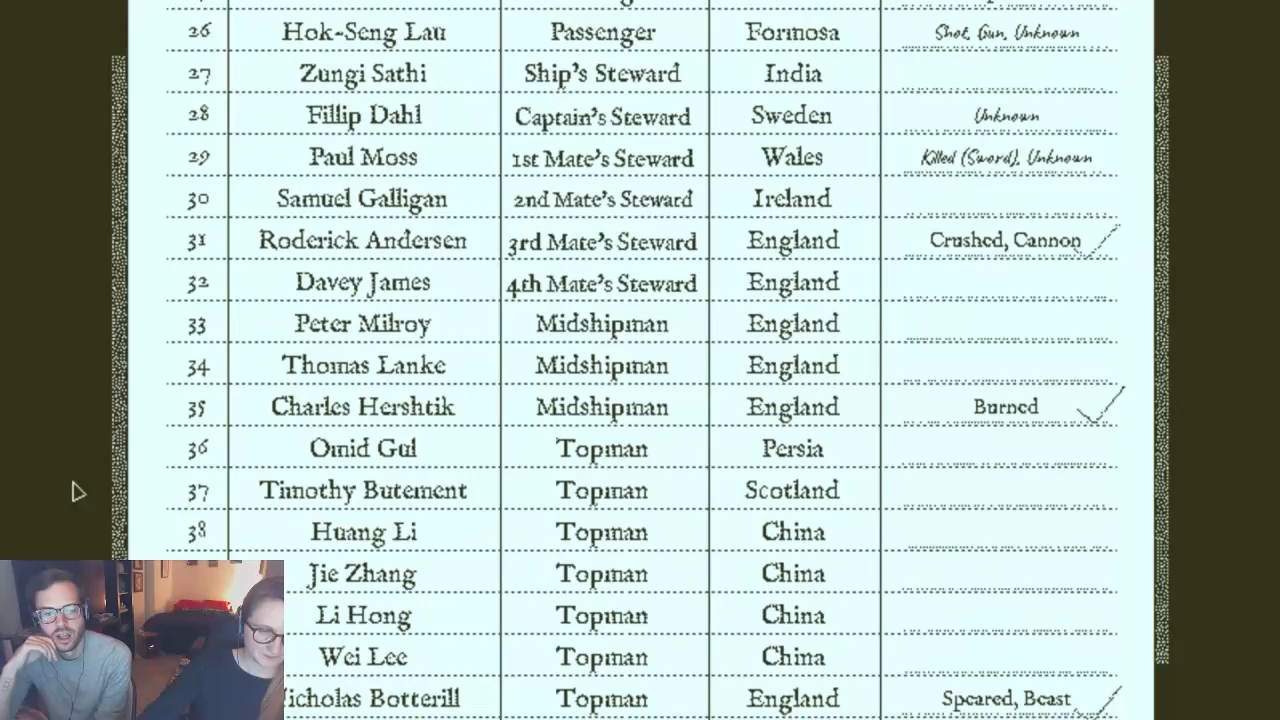 26 Hok-Seng Lau Passenger Formosa Shot, Gun, Unknown
27 Zungi Sathi Ship's Steward India
28 Fillip Dahl Captain's Steward Sweden Unknown
29 Paul Moss 1st Mate's Steward Wales Killed (Sword), Unknown
30 Samuel Galligan 2nd Mate's Steward Ireland
31 Roderick Andersen 3rd Mate's Steward England Crushed, Cannon
32 Davey James 4th Mate's Steward England
33 Peter Milroy Midshipman England
34 Thomas Lanke Midshipman England
35 Charles Hershtik Midshipman England Burned
36 Omid Gul Topman Persia
37 Timothy Butement Topman Scotland
38 Huang Li Topman China
Jie Zhang Topman China
Li Hong Topman China
Wei Lee Topman China
icholas Botterill Topman England Speared, Beast